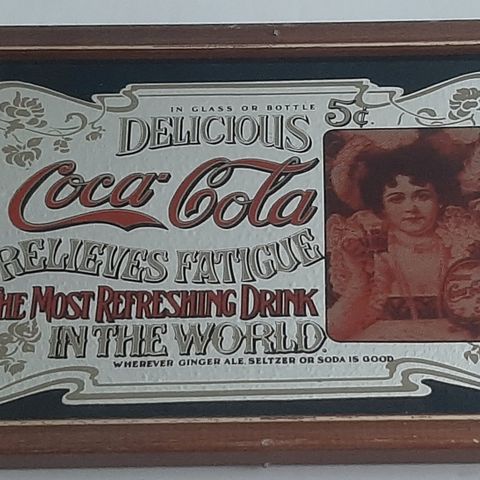 IN GLASS OR BOTTLE
5¢
DELICIOUS
Coca-Cola
RELIEVES FATIGUE
THE MOST REFRESHING DRINK
IN THE WORLD
WHEREVER GINGER ALE, SELTZER OR SODA IS GOOD